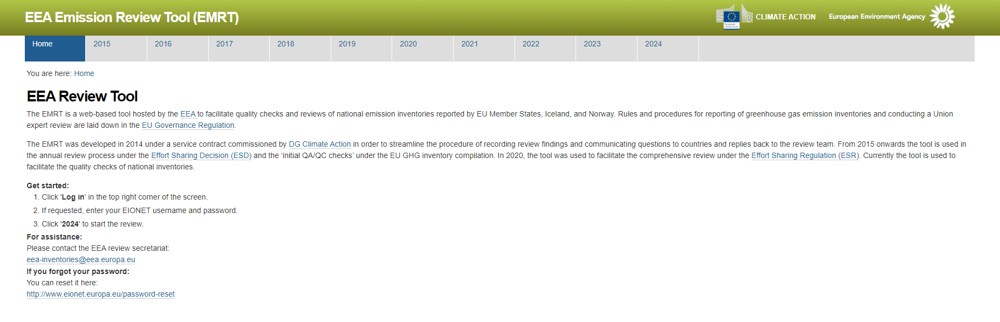 EEA Emission Review Tool (EMRT)
CLIMATE ACTION
European Environment Agency
Home 2015 2016 2017 2018 2019 2020 2021 2022 2023 2024
You are here: Home
EEA Review Tool
The EMRT is a web-based tool hosted by the EEA to facilitate quality checks and reviews of national emission inventories reported by EU Member States, Iceland, and Norway. Rules and procedures for reporting of greenhouse gas emission inventories and conducting a Union
expert review are laid down in the EU Governance Regulation.
The EMRT was developed in 2014 under a service contract commissioned by DG Climate Action in order to streamline the procedure of recording review findings and communicating questions to countries and replies back to the review team. From 2015 onwards the tool is used in
the annual review process under the Effort Sharing Decision (ESD) and the ‘initial QA/QC checks’ under the EU GHG inventory compilation. In 2020, the tool was used to facilitate the comprehensive review under the Effort Sharing Regulation (ESR). Currently the tool is used to
facilitate the quality checks of national inventories.
Get started:
1. Click 'Log in' in the top right corner of the screen.
2. If requested, enter your EIONET username and password.
3. Click '2024' to start the review.
For assistance:
Please contact the EEA review secretariat:
eea-inventories@eea.europa.eu
If you forgot your password:
You can reset it here:
http://www.eionet.europa.eu/password-reset